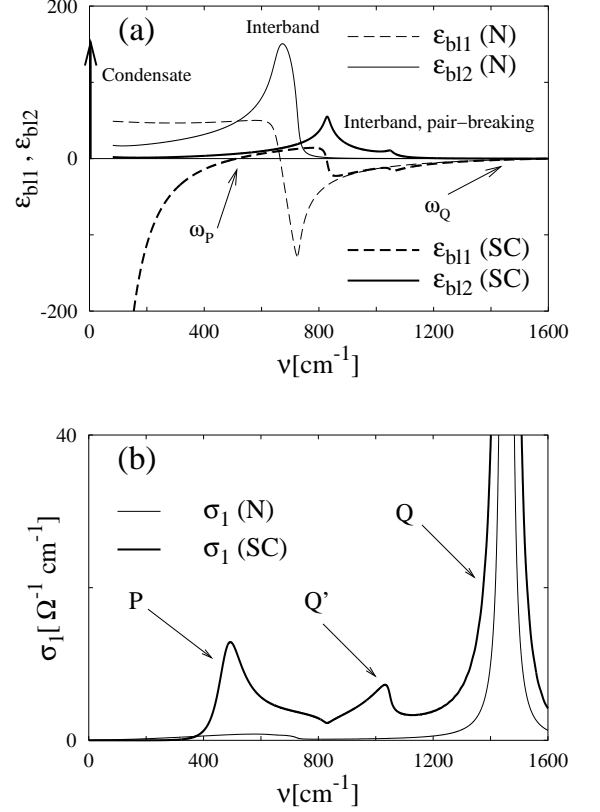 (a)
200
Interband
ε_bl1 (N)
ε_bl2 (N)
Condensate
Interband, pair−breaking
ε_bl1 , ε_bl2
0
ω_P
ω_Q
ε_bl1 (SC)
ε_bl2 (SC)
-200
0 400 800 1200 1600
ν[cm⁻¹]
(b)
40
σ_1 (N)
σ_1 (SC)
Q
P
Q’
σ_1[ Ω⁻¹ cm⁻¹]
0
0 400 800 1200 1600
ν[cm⁻¹]